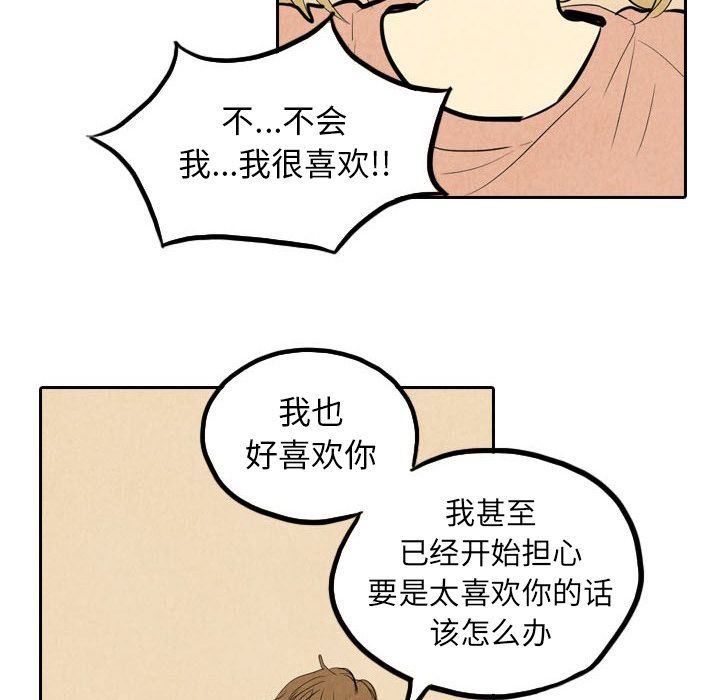 不…不会
我…我很喜欢!!
我也
好喜欢你
我甚至
已经开始担心
要是太喜欢你的话
该怎么办